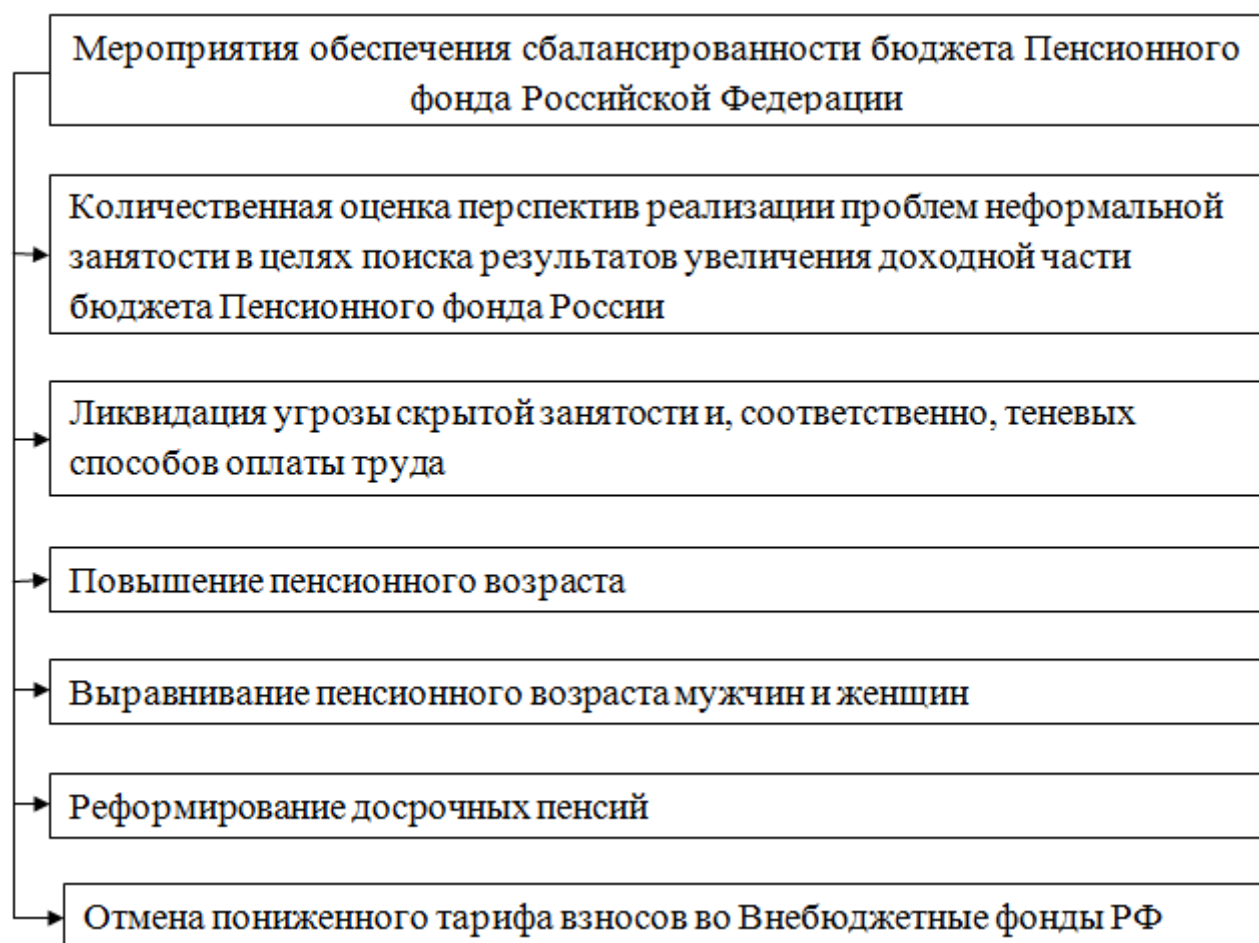 Мероприятия обеспечения сбалансированности бюджета Пенсионного
фонда Российской Федерации
Количественная оценка перспектив реализации проблем неформальной
занятости в целях поиска результатов увеличения доходной части
бюджета Пенсионного фонда России
Ликвидация угрозы скрытой занятости и, соответственно, теневых
способов оплаты труда
Повышение пенсионного возраста
Выравнивание пенсионного возраста мужчин и женщин
Реформирование досрочных пенсий
Отмена пониженного тарифа взносов во Внебюджетные фонды РФ